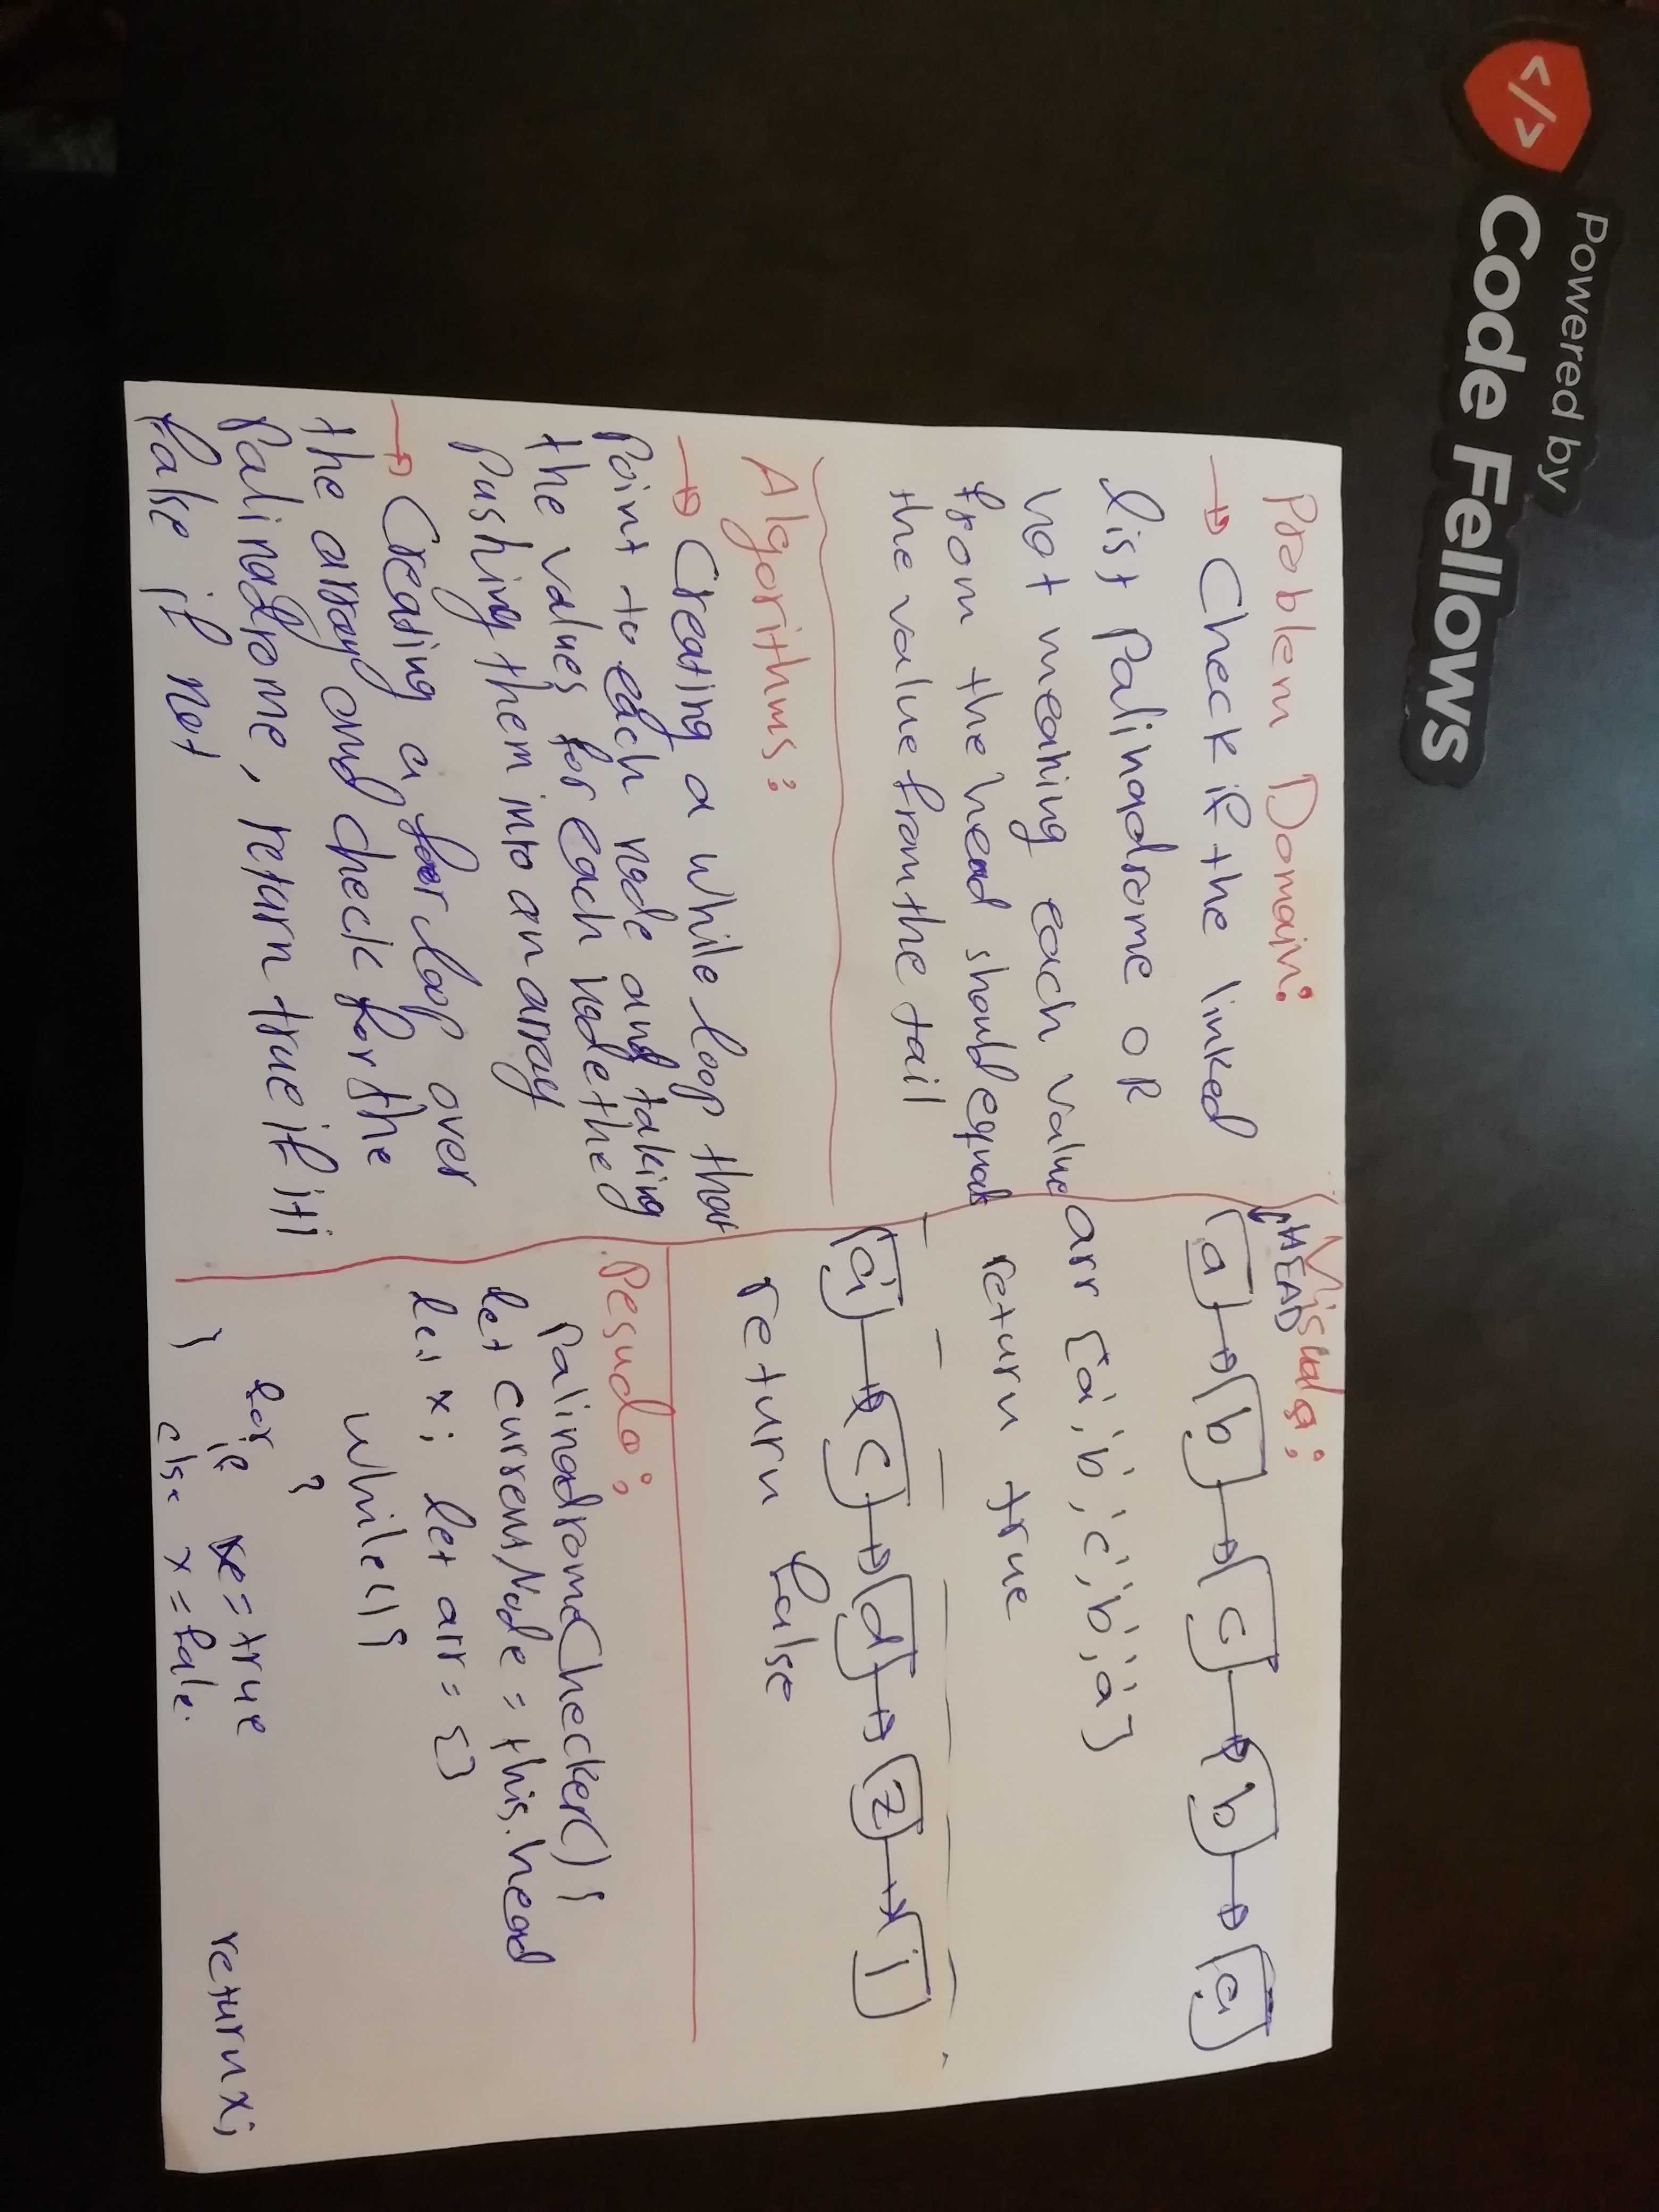 Powered by
Code Fellows
Problem Domain:
→ Check if the linked
list Palinadrome OR
not meaning each value
from the head should equal
the value from the tail
Algorithms:
→ Creating a while loop that
Point to each node and taking
the values for each node the
pushing them into an array
→ Creating a for loop over
the array and check for the
Palinadrome, return true if iti
false if not
Visuals:
HEAD
a → b → c → b → a
arr ['a','b','c','b','a']
return true
a → c → d → z → i
return false
Pesudo:
PalinadromeChecker() {
let currentNode = this.head
let x; let arr = []
while() {
}
for
if x = true
else x = fale.
}
return x;